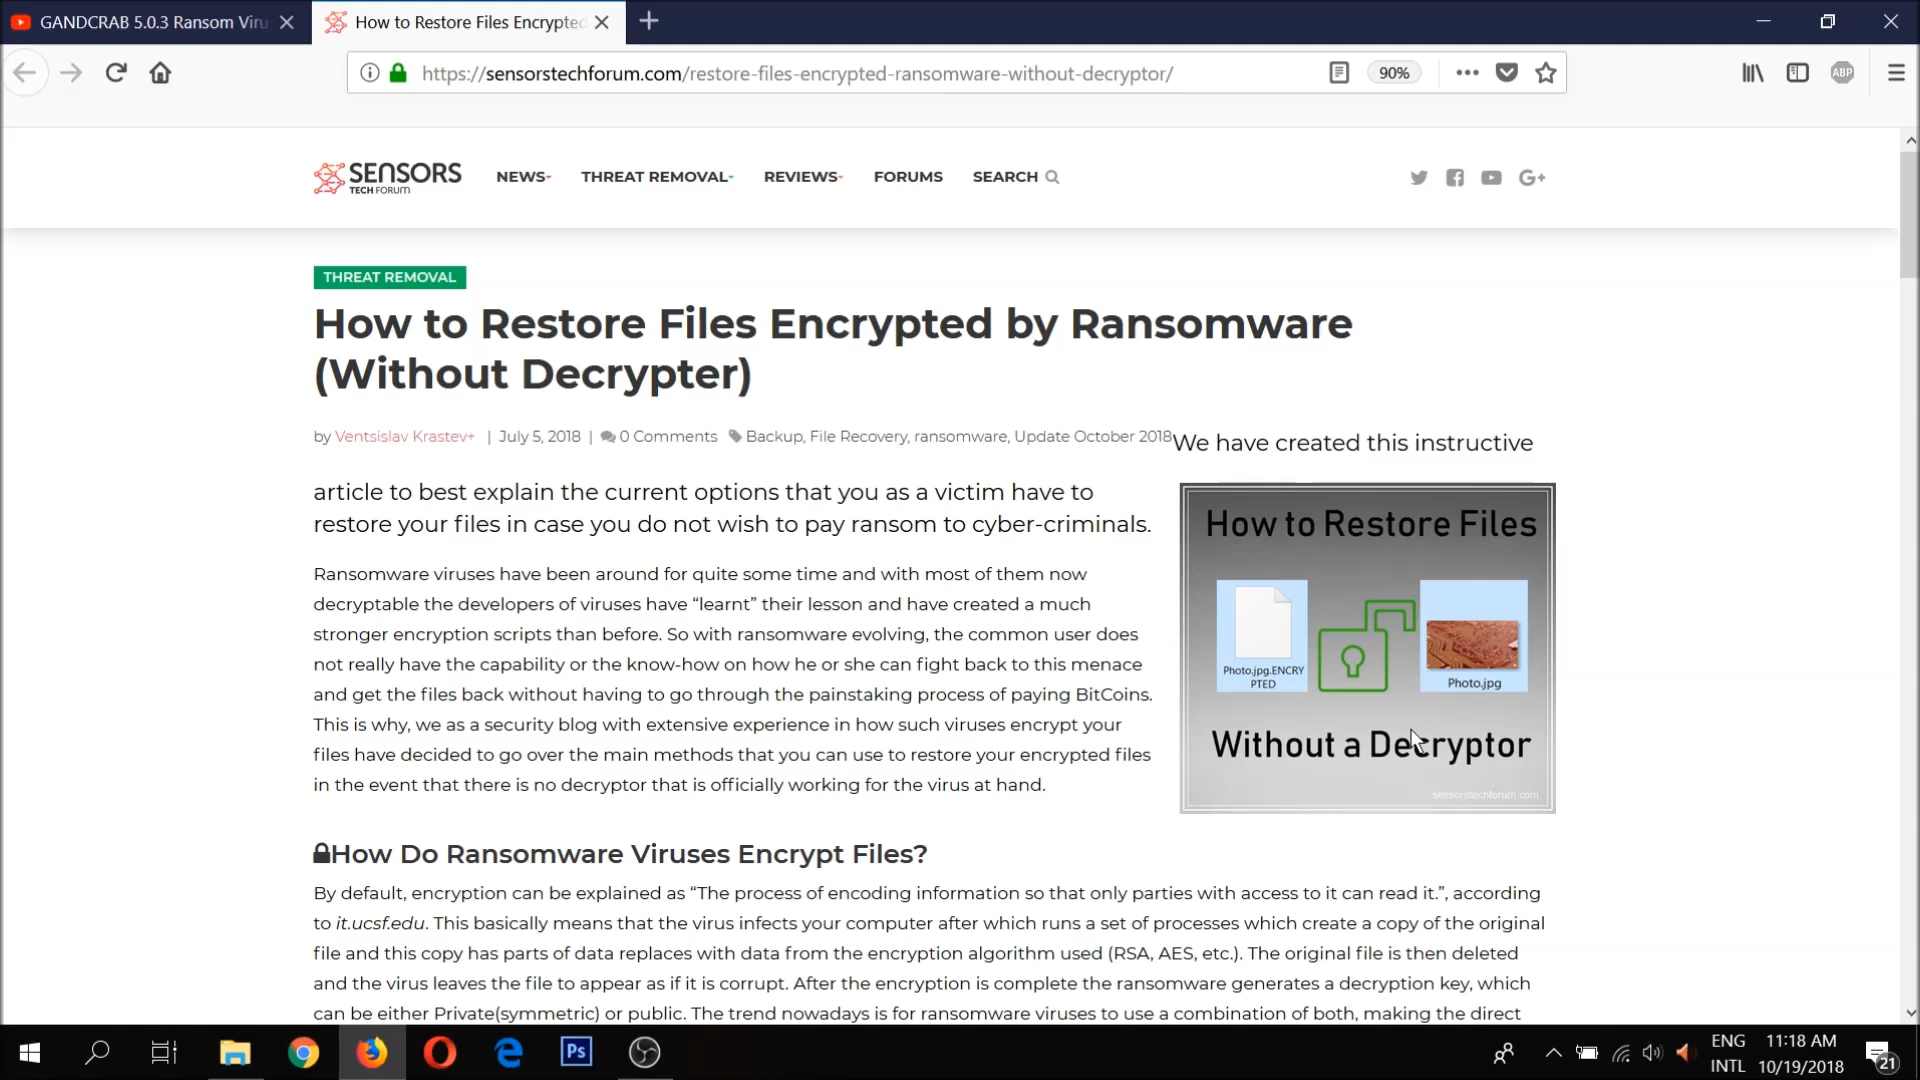 GANDCRAB 5.0.3 Ransom Viru
How to Restore Files Encrypted
https://sensorstechforum.com/restore-files-encrypted-ransomware-without-decryptor/
90%
ABP
SENSORS
TECH FORUM
NEWS
THREAT REMOVAL
REVIEWS
FORUMS
SEARCH
G+
THREAT REMOVAL
How to Restore Files Encrypted by Ransomware
(Without Decrypter)
by Ventsislav Krastev+ | July 5, 2018 | 0 Comments Backup, File Recovery, ransomware, Update October 2018
We have created this instructive
article to best explain the current options that you as a victim have to
restore your files in case you do not wish to pay ransom to cyber-criminals.
Ransomware viruses have been around for quite some time and with most of them now
decryptable the developers of viruses have “learnt” their lesson and have created a much
stronger encryption scripts than before. So with ransomware evolving, the common user does
not really have the capability or the know-how on how he or she can fight back to this menace
and get the files back without having to go through the painstaking process of paying BitCoins.
This is why, we as a security blog with extensive experience in how such viruses encrypt your
files have decided to go over the main methods that you can use to restore your encrypted files
in the event that there is no decryptor that is officially working for the virus at hand.
How to Restore Files
Photo.jpg.ENCRY
PTED
Photo.jpg
Without a Decryptor
sensorstechforum.com
How Do Ransomware Viruses Encrypt Files?
By default, encryption can be explained as “The process of encoding information so that only parties with access to it can read it.”, according
to it.ucsf.edu. This basically means that the virus infects your computer after which runs a set of processes which create a copy of the original
file and this copy has parts of data replaces with data from the encryption algorithm used (RSA, AES, etc.). The original file is then deleted
and the virus leaves the file to appear as if it is corrupt. After the encryption is complete the ransomware generates a decryption key, which
can be either Private(symmetric) or public. The trend nowadays is for ransomware viruses to use a combination of both, making the direct
Ps
ENG
INTL
11:18 AM
10/19/2018
21